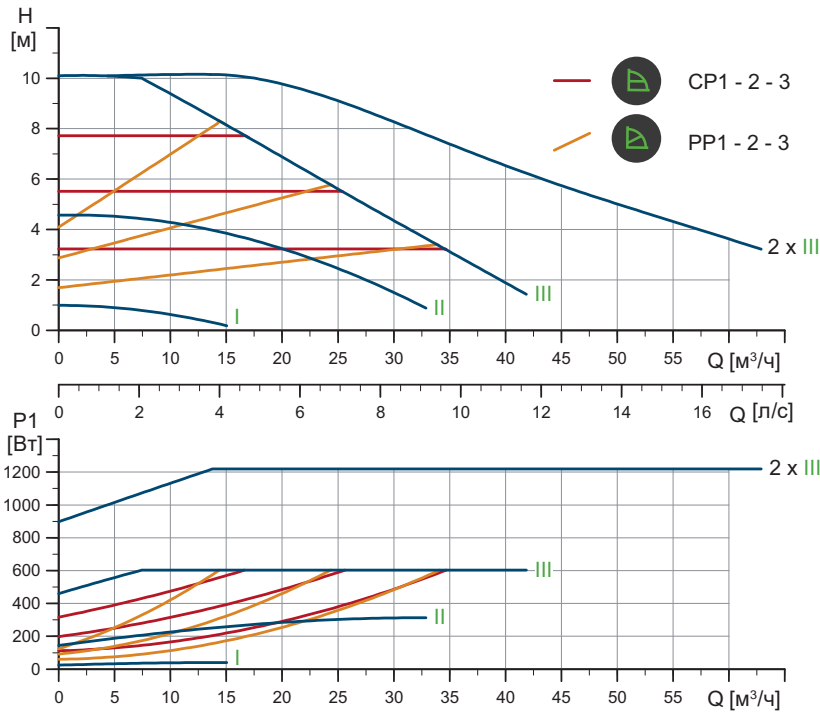 H
[м]
10
8
6
4
2
0
CP1 - 2 - 3
PP1 - 2 - 3
I
II
III
2 x III
0 5 10 15 20 25 30 35 40 45 50 55 Q [м³/ч]
0 2 4 6 8 10 12 14 16 Q [л/с]
P1
[Вт]
1200
1000
800
600
400
200
0
2 x III
III
II
I
0 5 10 15 20 25 30 35 40 45 50 55 Q [м³/ч]